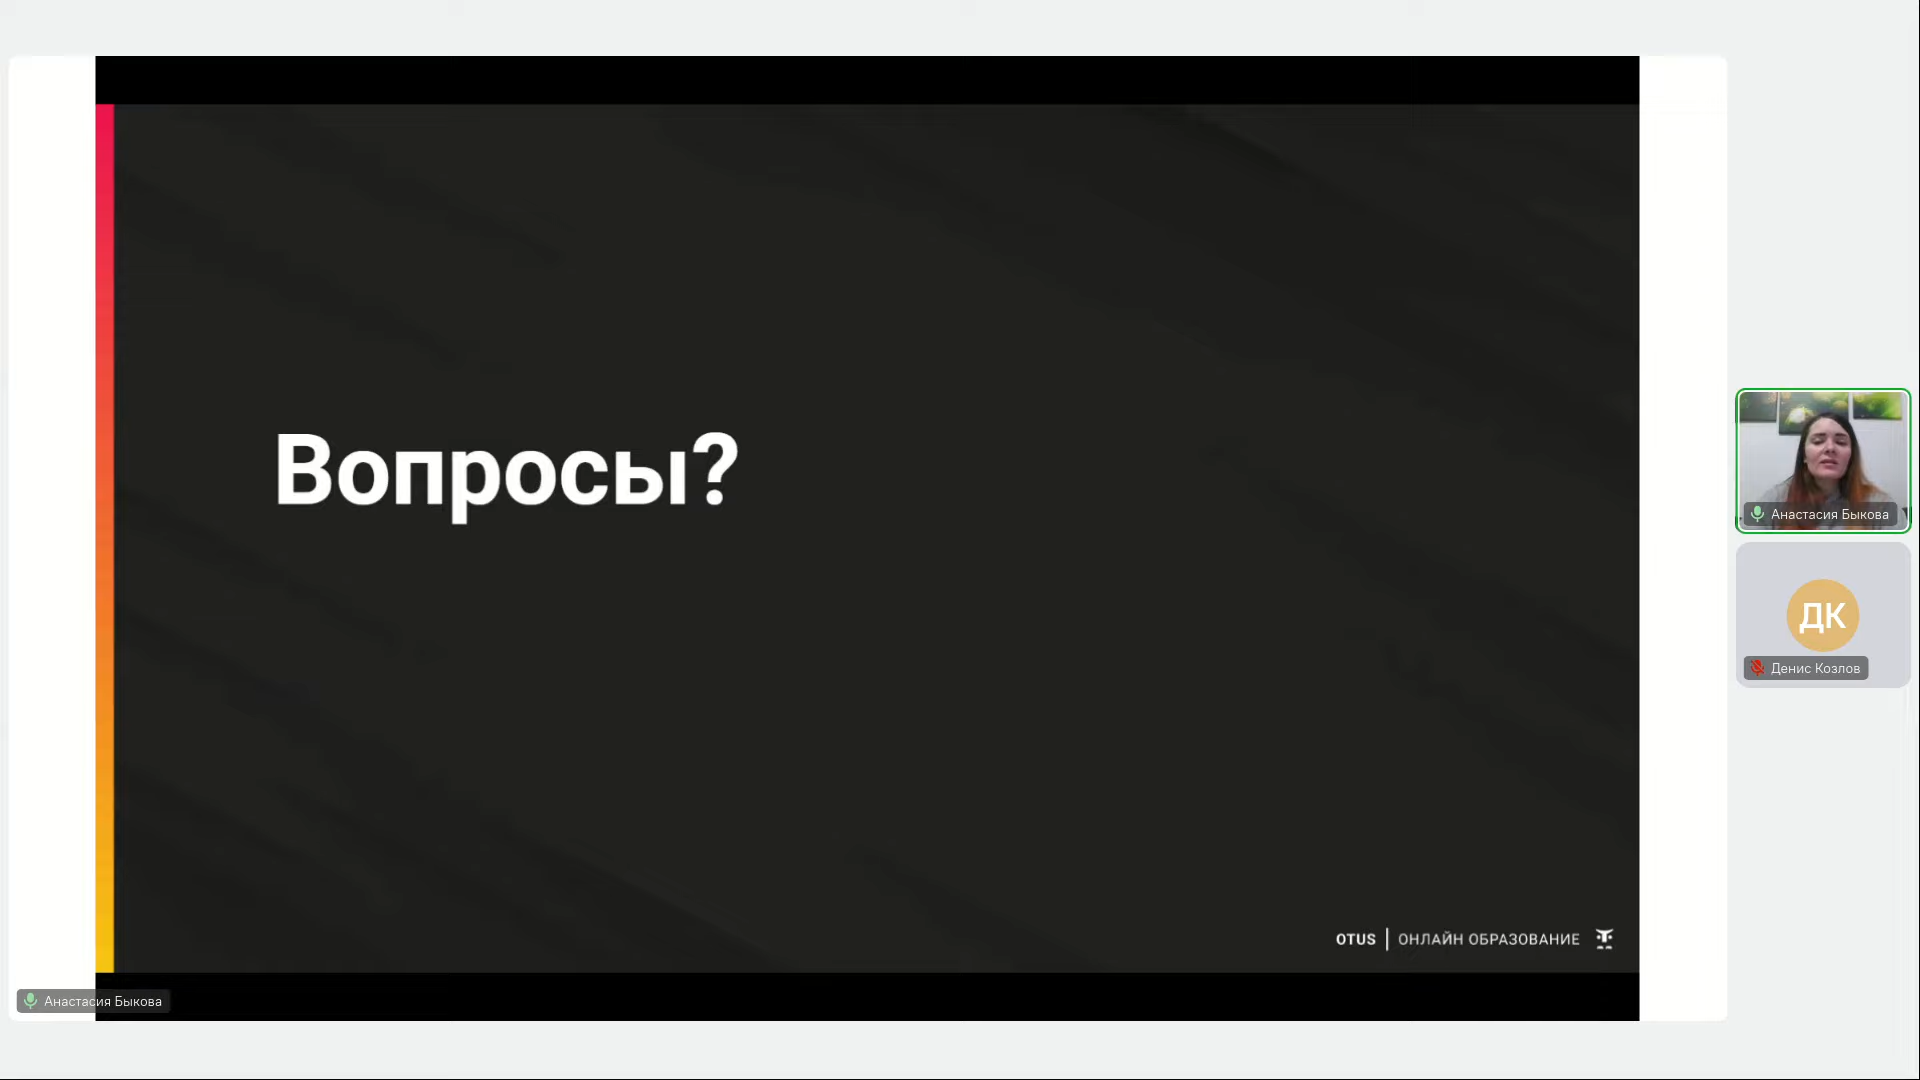 Вопросы?
Анастасия Быкова
ДК
Денис Козлов
OTUS | ОНЛАЙН ОБРАЗОВАНИЕ
Анастасия Быкова